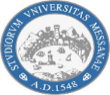 STVDIORVM VNIVERSITAS MESSANAE
A.D. 1548